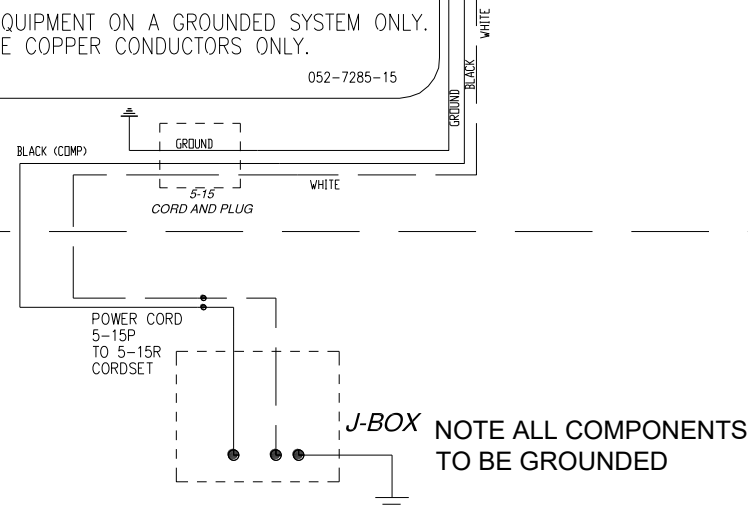 QUIPMENT ON A GROUNDED SYSTEM ONLY.
E COPPER CONDUCTORS ONLY.
052-7285-15
WHITE
BLACK
GROUND
GROUND
BLACK (COMP)
WHITE
5-15
CORD AND PLUG
POWER CORD
5-15P
TO 5-15R
CORDSET
J-BOX
NOTE ALL COMPONENTS
TO BE GROUNDED